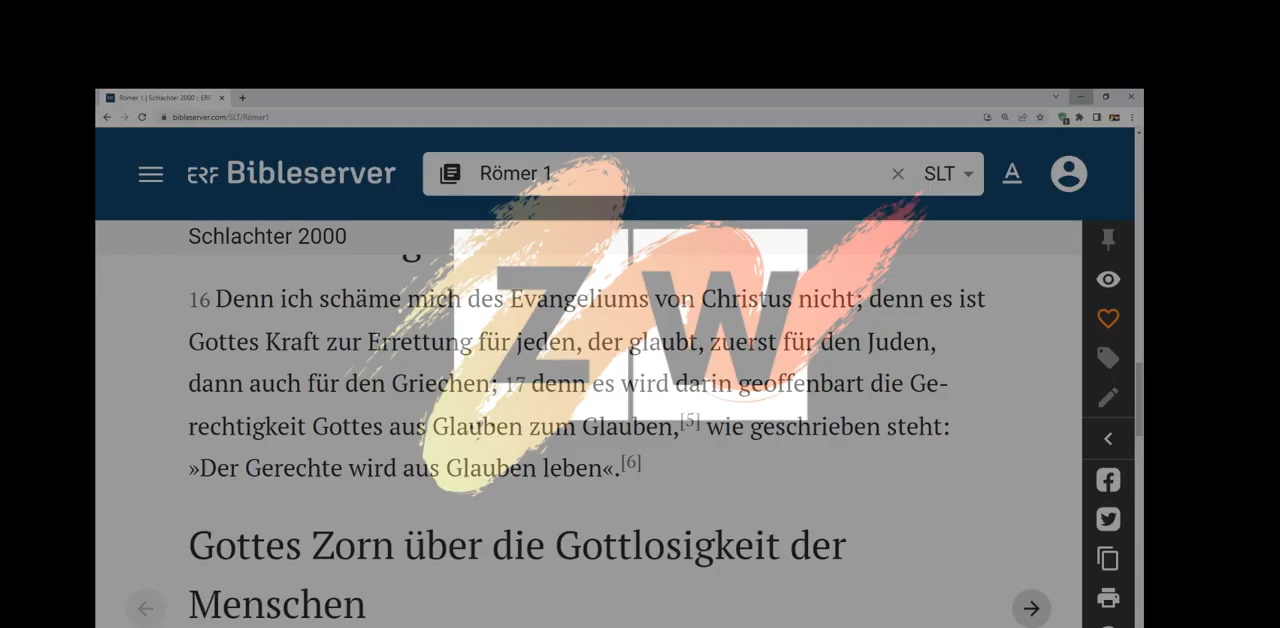 Römer 1 | Schlachter 2000 :: ERF
bibleserver.com/SLT/Römer1
ERF Bibleserver
Römer 1
SLT
A
Schlachter 2000
16 Denn ich schäme mich des Evangeliums von Christus nicht; denn es ist
Gottes Kraft zur Errettung für jeden, der glaubt, zuerst für den Juden,
dann auch für den Griechen; 17 denn es wird darin geoffenbart die Ge-
rechtigkeit Gottes aus Glauben zum Glauben,[5] wie geschrieben steht:
»Der Gerechte wird aus Glauben leben«.[6]
Gottes Zorn über die Gottlosigkeit der
Menschen
ZW